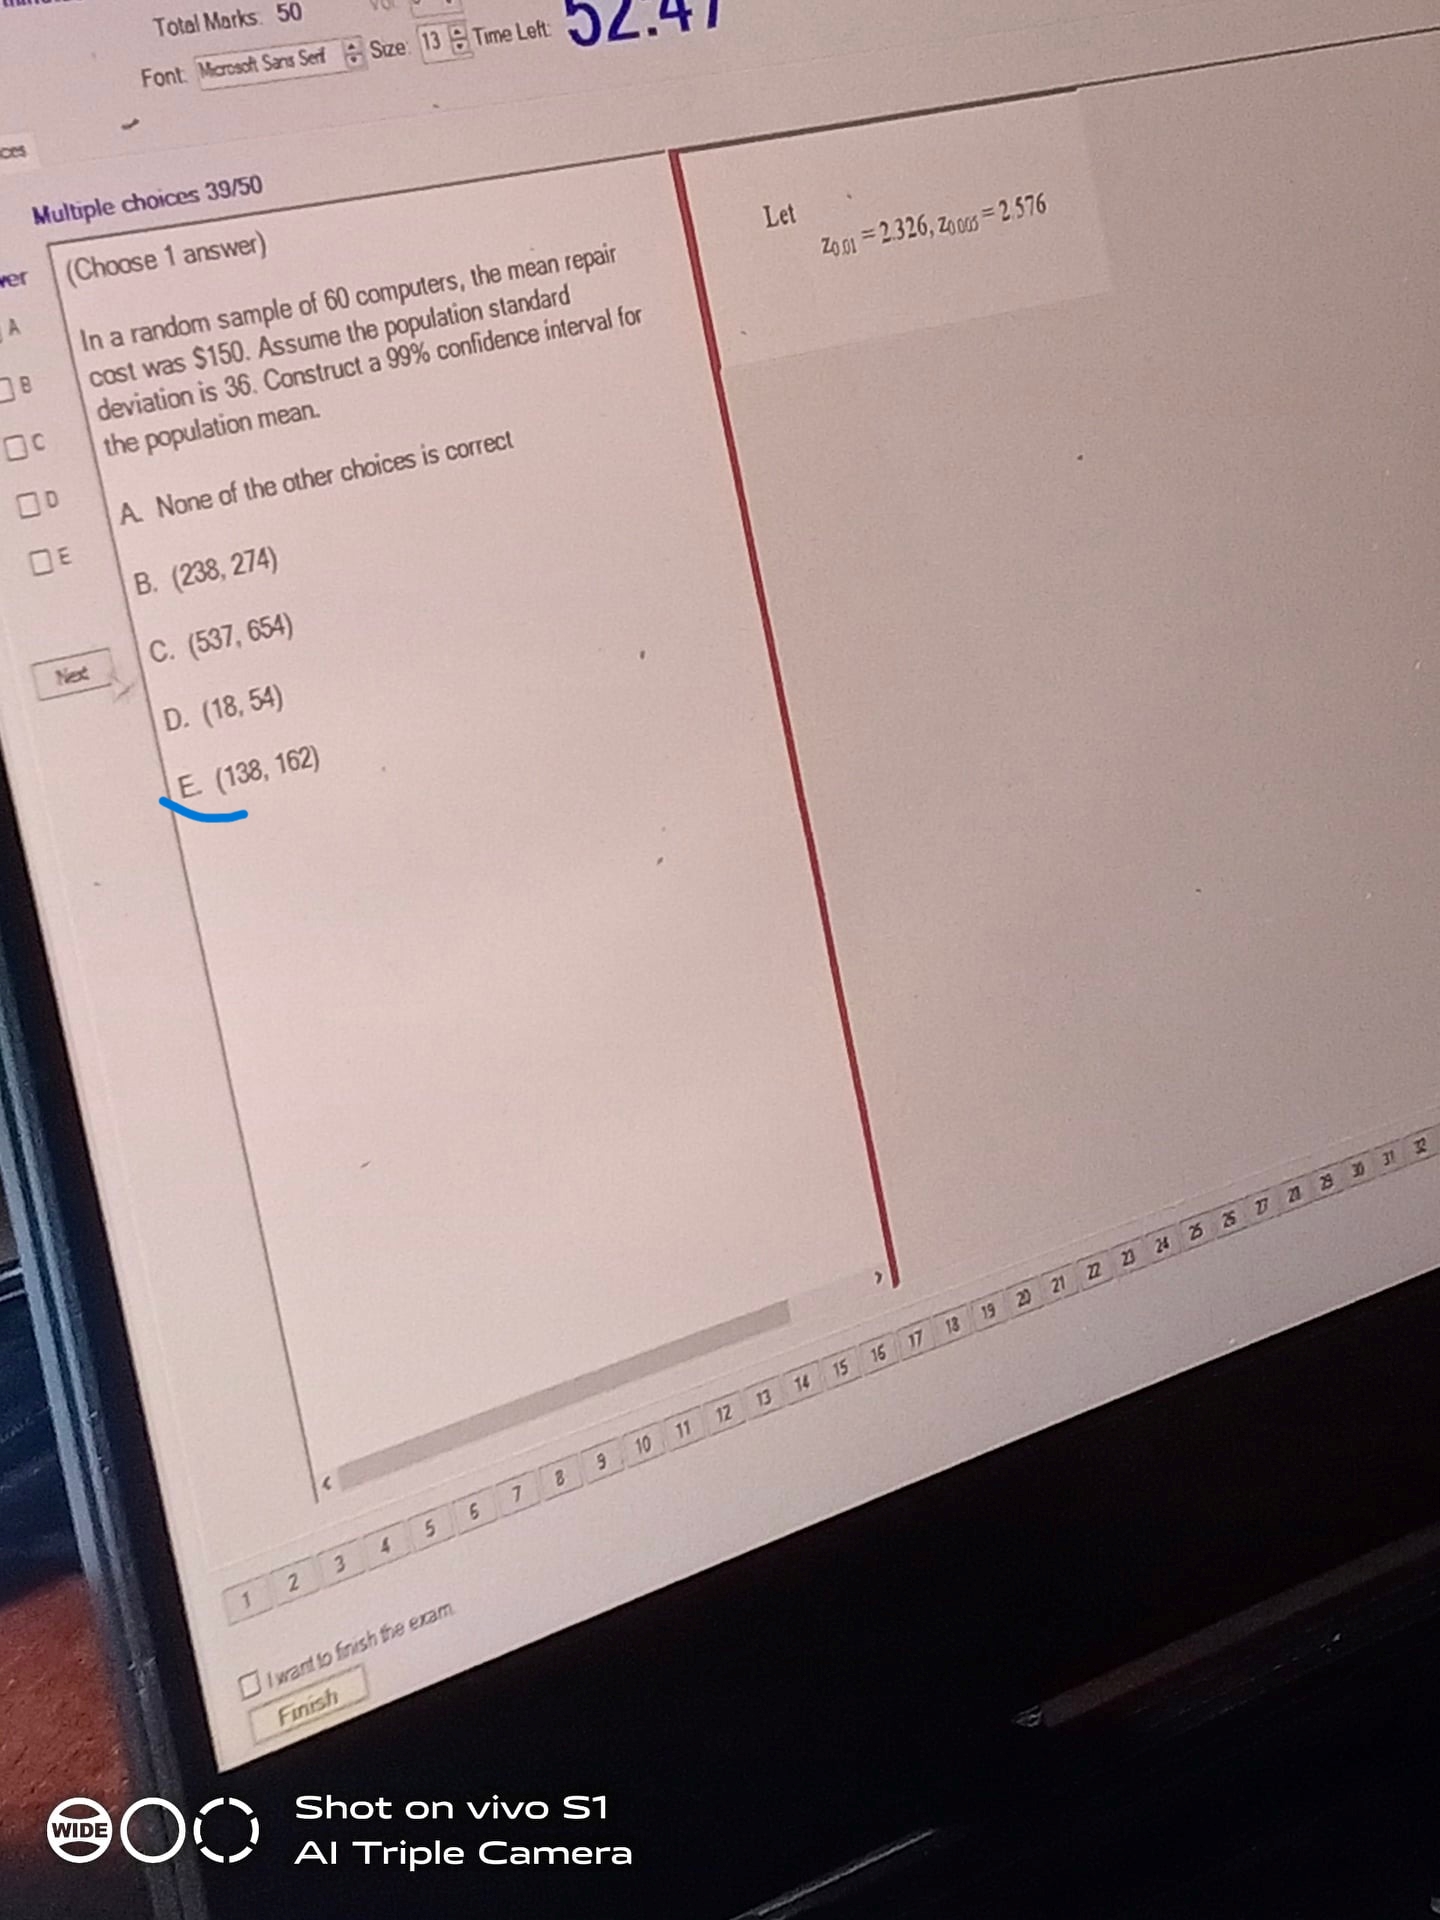 Total Marks: 50
Font: Microsoft Sans Serif Size: 13 Time Left: 52:47
Multiple choices 39/50
(Choose 1 answer)
In a random sample of 60 computers, the mean repair
cost was $150. Assume the population standard
deviation is 36. Construct a 99% confidence interval for
the population mean.
A. None of the other choices is correct
B. (238, 274)
C. (537, 654)
D. (18, 54)
E. (138, 162)
A
B
C
D
E
Next
Let
z0.01 = 2.326, z0.005 = 2.576
1 2 3 4 5 6 7 8 9 10 11 12 13 14 15 16 17 18 19 20 21 22 23 24 25 26 27 28 29 30 31 32
I want to finish the exam.
Finish
WIDE
Shot on vivo S1
AI Triple Camera